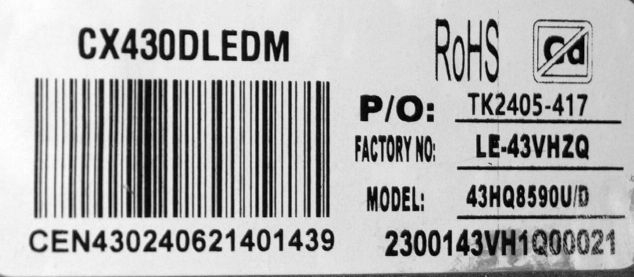 CX430DLEDM
RoHS
Cd
P/O: TK2405-417
FACTORY NO: LE-43VHZQ
MODEL: 43HQ8590U/D
CEN430240621401439
2300143VH1Q00021